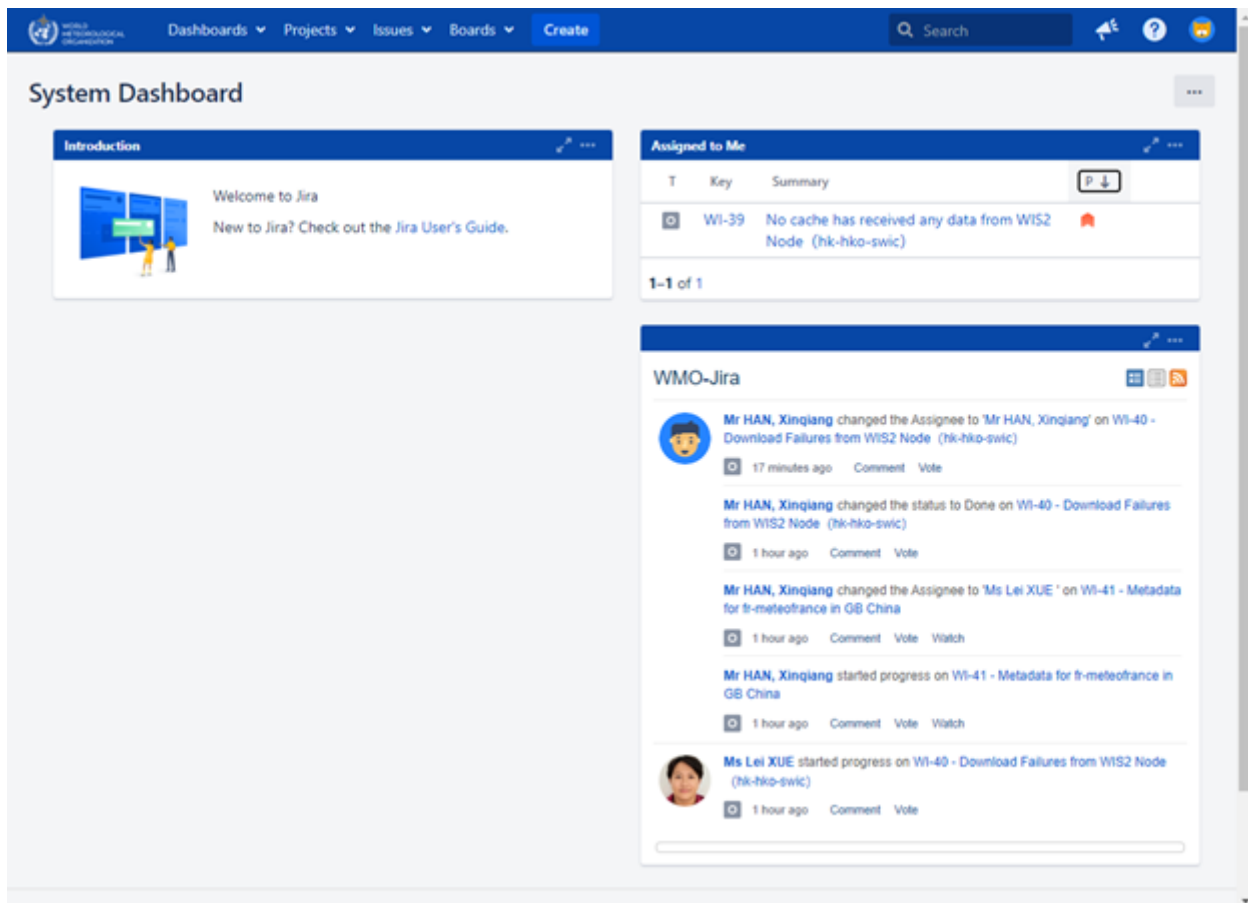 WORLD
METEOROLOGICAL
ORGANIZATION
Dashboards Projects Issues Boards Create
Search
System Dashboard
Introduction
Welcome to Jira
New to Jira? Check out the Jira User's Guide.
Assigned to Me
T Key Summary P ↓
WI-39 No cache has received any data from WIS2
Node (hk-hko-swic)
1–1 of 1
WMO-Jira
Mr HAN, Xinqiang changed the Assignee to 'Mr HAN, Xinqiang' on WI-40 -
Download Failures from WIS2 Node (hk-hko-swic)
17 minutes ago Comment Vote
Mr HAN, Xinqiang changed the status to Done on WI-40 - Download Failures
from WIS2 Node (hk-hko-swic)
1 hour ago Comment Vote
Mr HAN, Xinqiang changed the Assignee to 'Ms Lei XUE ' on WI-41 - Metadata
for fr-meteofrance in GB China
1 hour ago Comment Vote Watch
Mr HAN, Xinqiang started progress on WI-41 - Metadata for fr-meteofrance in
GB China
1 hour ago Comment Vote Watch
Ms Lei XUE started progress on WI-40 - Download Failures from WIS2 Node
(hk-hko-swic)
1 hour ago Comment Vote